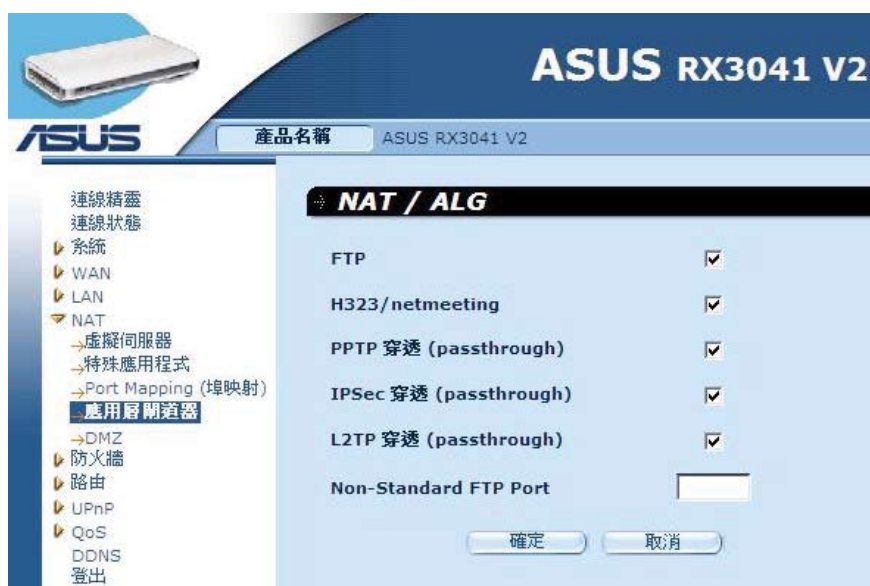 ASUS RX3041 V2
ASUS
產品名稱 ASUS RX3041 V2
連線精靈
連線狀態
系統
WAN
LAN
NAT
虛擬伺服器
特殊應用程式
Port Mapping (埠映射)
應用層閘道器
DMZ
防火牆
路由
UPnP
QoS
DDNS
登出
NAT / ALG
FTP
H323/netmeeting
PPTP 穿透 (passthrough)
IPSec 穿透 (passthrough)
L2TP 穿透 (passthrough)
Non-Standard FTP Port
確定 取消